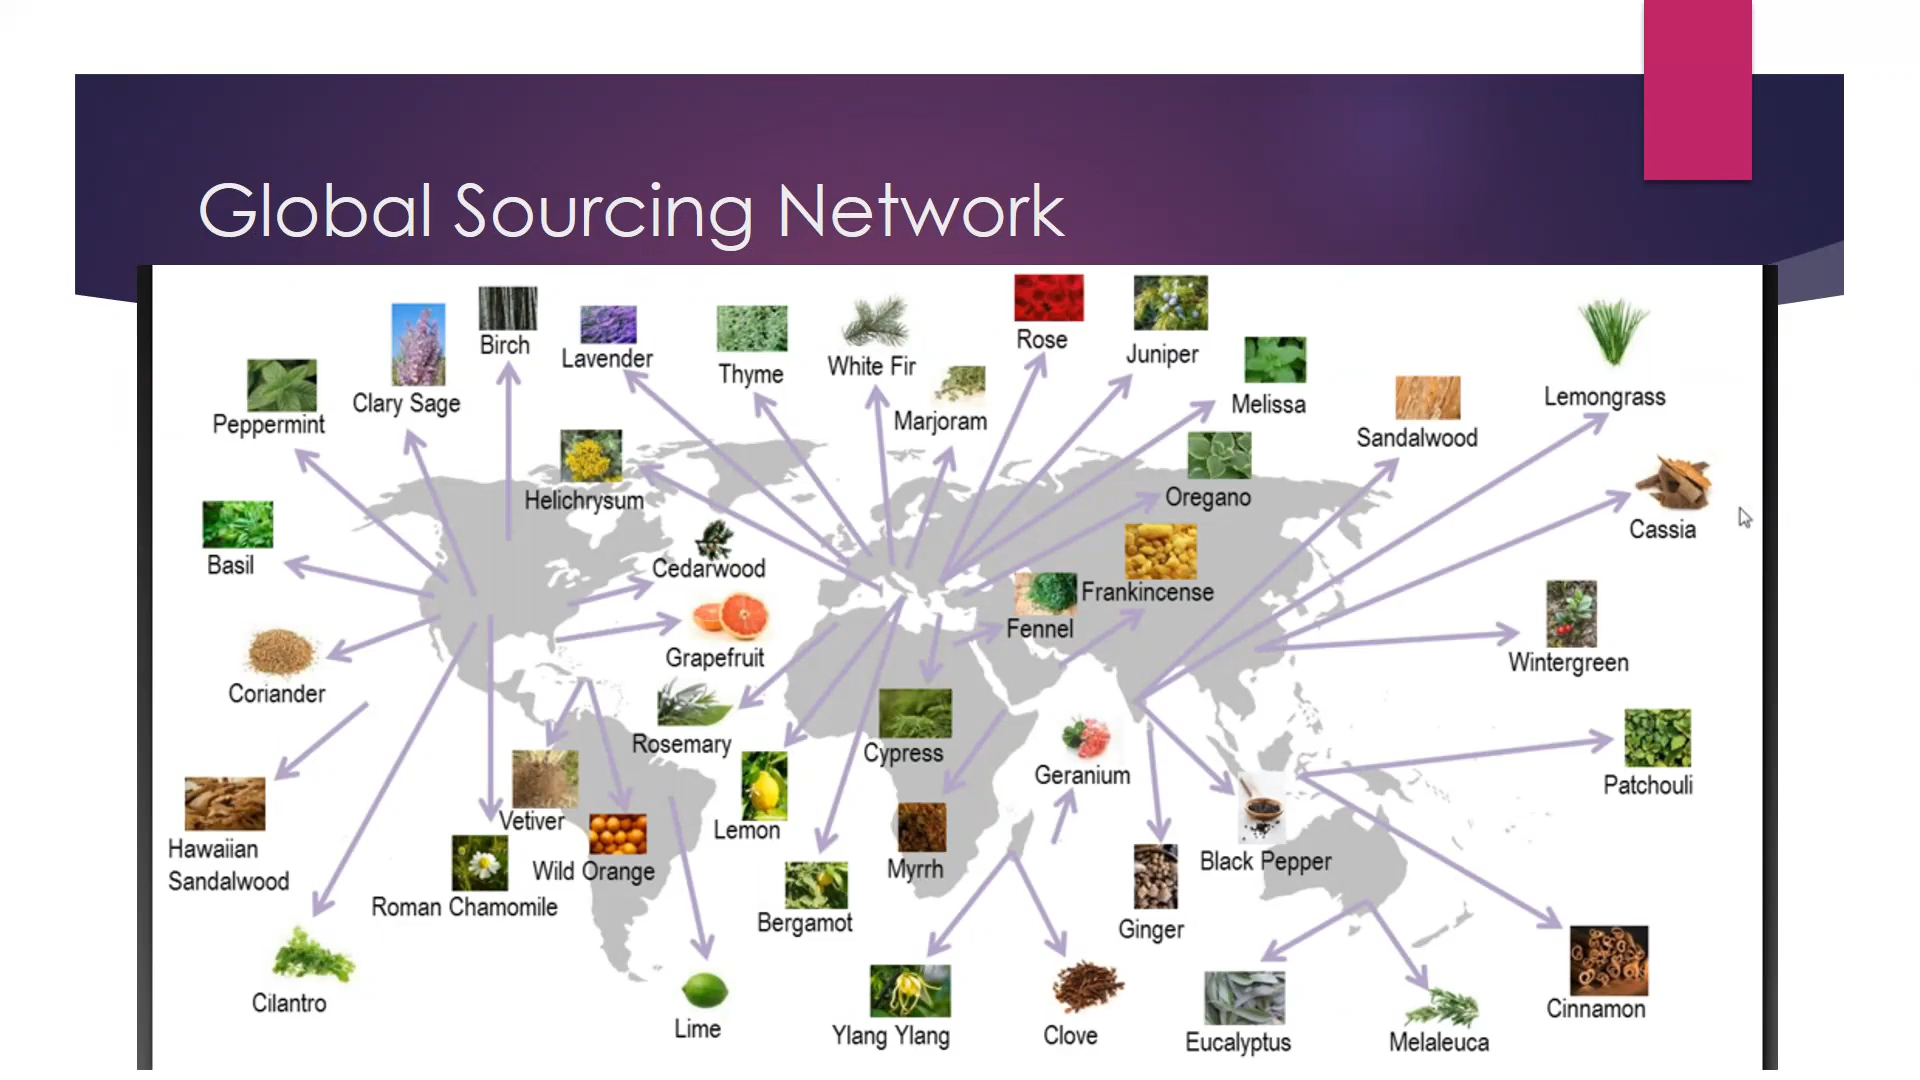 Global Sourcing Network
Rose
Birch
Juniper
Lavender
White Fir
Thyme
Lemongrass
Clary Sage
Melissa
Peppermint
Marjoram
Sandalwood
Helichrysum
Oregano
Cassia
Basil
Cedarwood
Frankincense
Fennel
Grapefruit
Wintergreen
Coriander
Rosemary
Cypress
Geranium
Patchouli
Vetiver
Lemon
Hawaiian
Sandalwood
Black Pepper
Wild Orange
Myrrh
Roman Chamomile
Bergamot
Ginger
Cilantro
Cinnamon
Lime
Ylang Ylang
Clove
Eucalyptus
Melaleuca